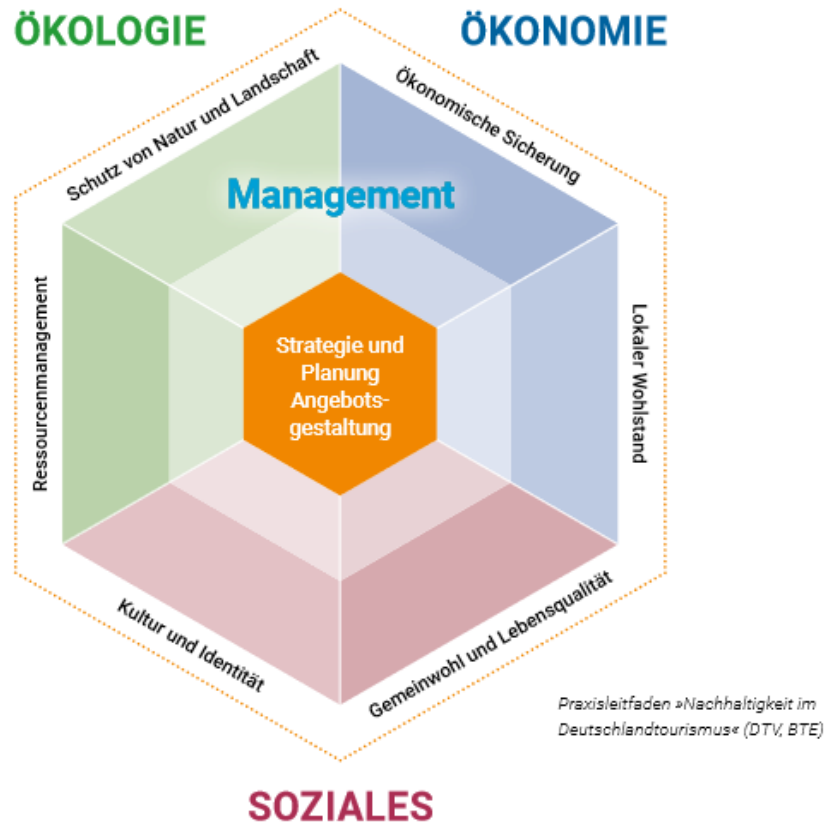 ÖKOLOGIE
ÖKONOMIE
Schutz von Natur und Landschaft
Ökonomische Sicherung
Management
Ressourcenmanagement
Strategie und
Planung
Angebots-
gestaltung
Lokaler Wohlstand
Kultur und Identität
Gemeinwohl und Lebensqualität
Praxisleitfaden »Nachhaltigkeit im
Deutschlandtourismus« (DTV, BTE)
SOZIALES